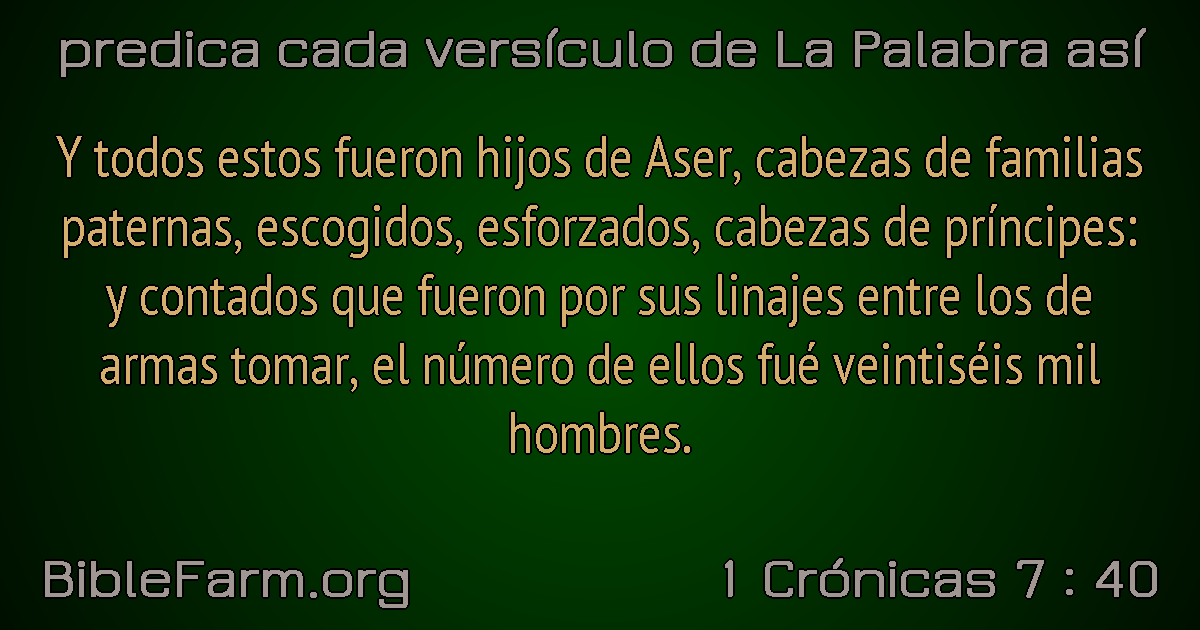 predica cada versículo de La Palabra así
Y todos estos fueron hijos de Aser, cabezas de familias
paternas, escogidos, esforzados, cabezas de príncipes:
y contados que fueron por sus linajes entre los de
armas tomar, el número de ellos fué veintiséis mil
hombres.
BibleFarm.org
1 Crónicas 7 : 40